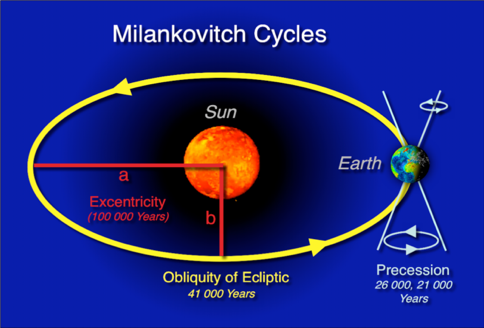 Milankovitch Cycles
Sun
Earth
a
Excentricity
(100 000 Years)
b
Obliquity of Ecliptic
41 000 Years
Precession
26 000, 21 000
Years